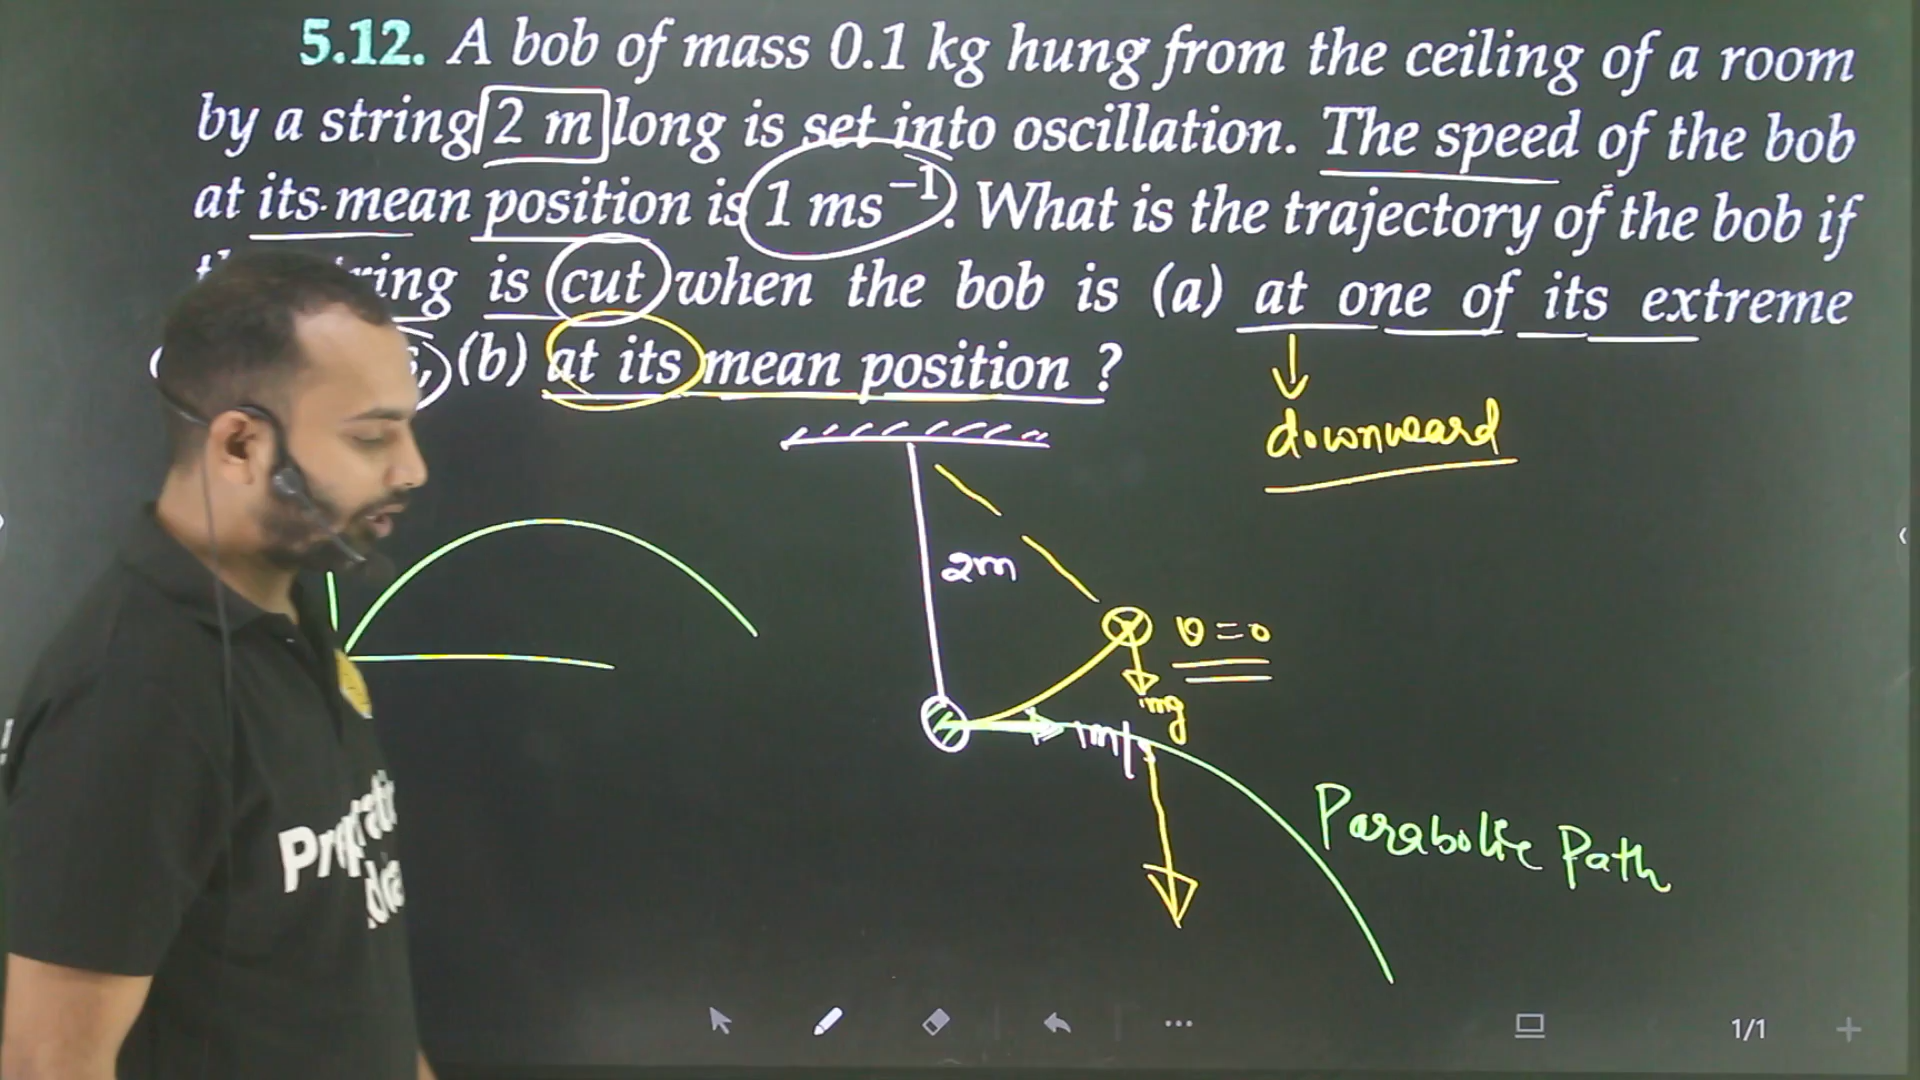 5.12. A bob of mass 0.1 kg hung from the ceiling of a room
by a string 2 m long is set into oscillation. The speed of the bob
at its mean position is 1 ms⁻¹. What is the trajectory of the bob if
is cut when the bob is (a) at one of its extreme
(b) at its mean position ?
downward
2m
v = 0
mg
1m/s
Parabolic Path
1/1